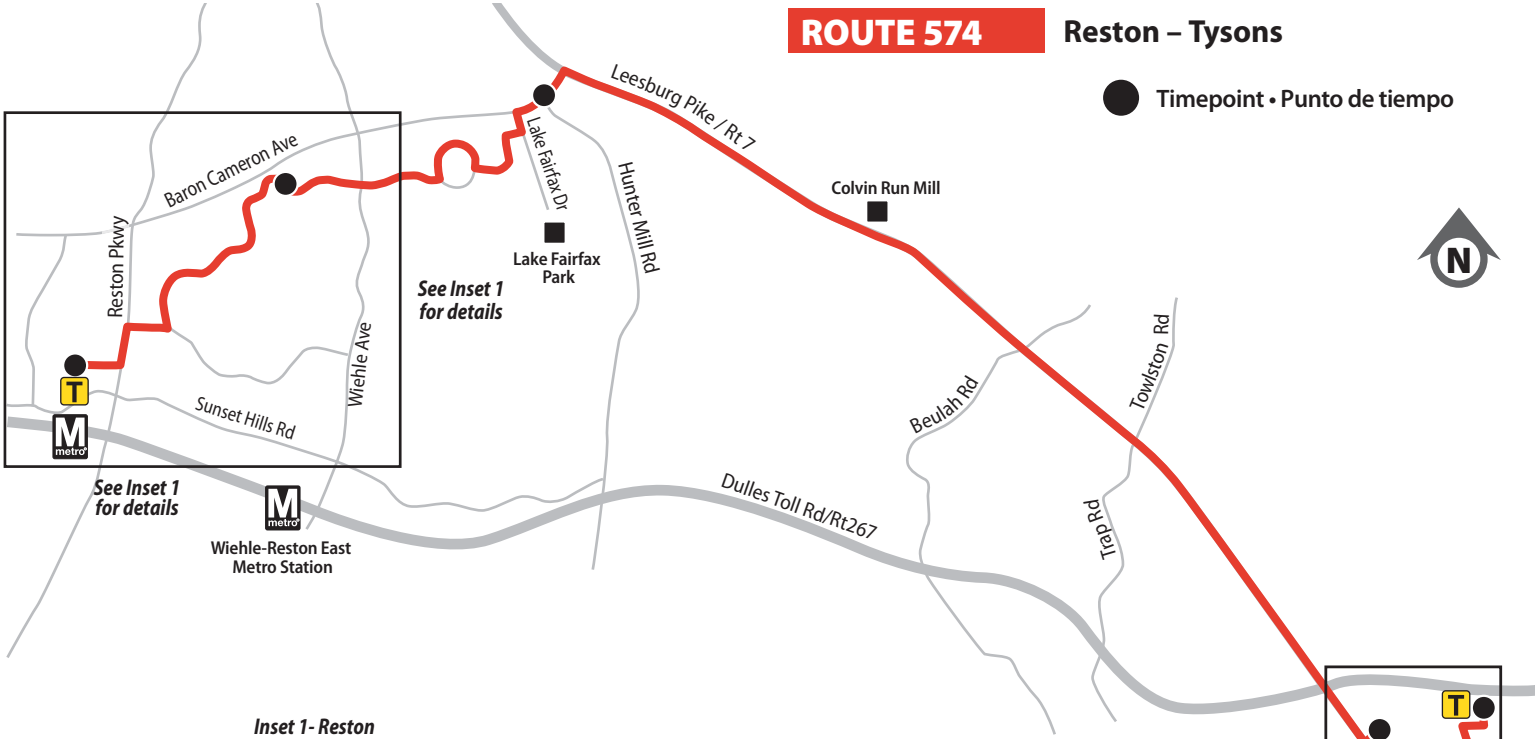 ROUTE 574
Reston – Tysons
Timepoint • Punto de tiempo
Leesburg Pike / Rt 7
Baron Cameron Ave
Lake Fairfax Dr
Hunter Mill Rd
Colvin Run Mill
N
Reston Pkwy
Lake Fairfax
Park
See Inset 1
for details
Wiehle Ave
Towlston Rd
Beulah Rd
T
Sunset Hills Rd
M
metro
See Inset 1
for details
M
metro
Wiehle-Reston East
Metro Station
Dulles Toll Rd/Rt267
Trap Rd
T
Inset 1- Reston